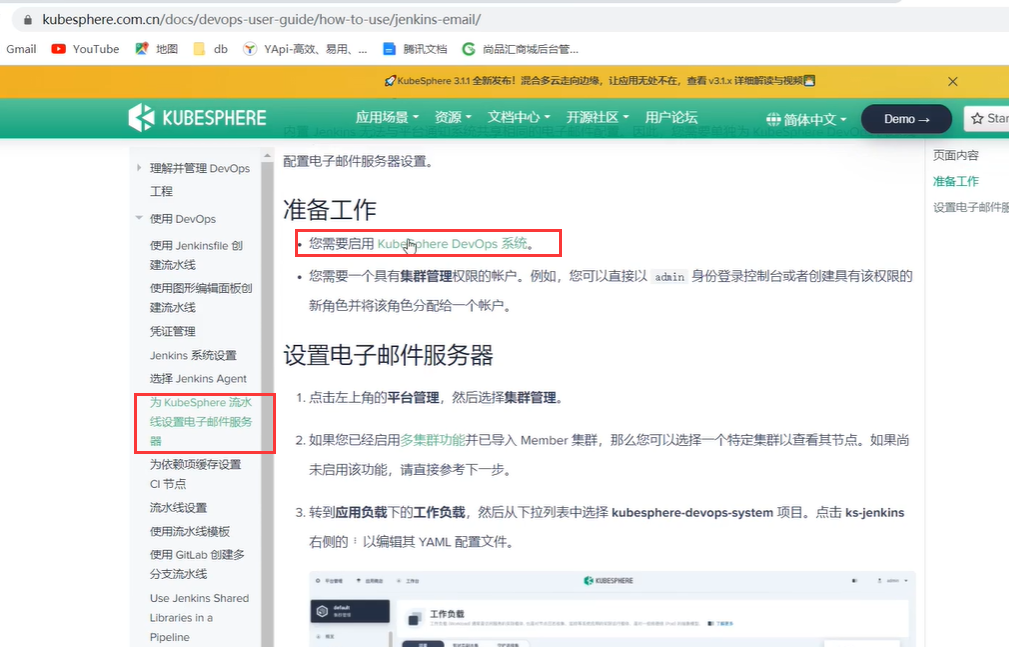 kubesphere.com.cn/docs/devops-user-guide/how-to-use/jenkins-email/
Gmail YouTube 地图 db YApi-高效、易用、... 腾讯文档 尚品汇商城后台管...
KubeSphere 3.1.1 全新发布！混合多云走向边缘，让应用无处不在，查看 v3.1.x 详细解读与视频
KUBESPHERE 应用场景 资源 文档中心 开源社区 用户论坛 简体中文 Demo → Star
理解并管理 DevOps
工程
使用 DevOps
使用 Jenkinsfile 创
建流水线
使用图形编辑面板创
建流水线
凭证管理
Jenkins 系统设置
选择 Jenkins Agent
为 KubeSphere 流水
线设置电子邮件服务
器
为依赖项缓存设置
CI 节点
流水线设置
使用流水线模板
使用 GitLab 创建多
分支流水线
Use Jenkins Shared
Libraries in a
Pipeline
配置电子邮件服务器设置。
准备工作
• 您需要启用 KubeSphere DevOps 系统。
• 您需要一个具有集群管理权限的帐户。例如，您可以直接以 admin 身份登录控制台或者创建具有该权限的
新角色并将该角色分配给一个帐户。
设置电子邮件服务器
1. 点击左上角的平台管理，然后选择集群管理。
2. 如果您已经启用多集群功能并已导入 Member 集群，那么您可以选择一个特定集群以查看其节点。如果尚
未启用该功能，请直接参考下一步。
3. 转到应用负载下的工作负载，然后从下拉列表中选择 kubesphere-devops-system 项目。点击 ks-jenkins
右侧的 ⋮ 以编辑其 YAML 配置文件。
平台管理 应用商店 工作台 KUBESPHERE admin
default
工作负载
页面内容
准备工作
设置电子邮件服